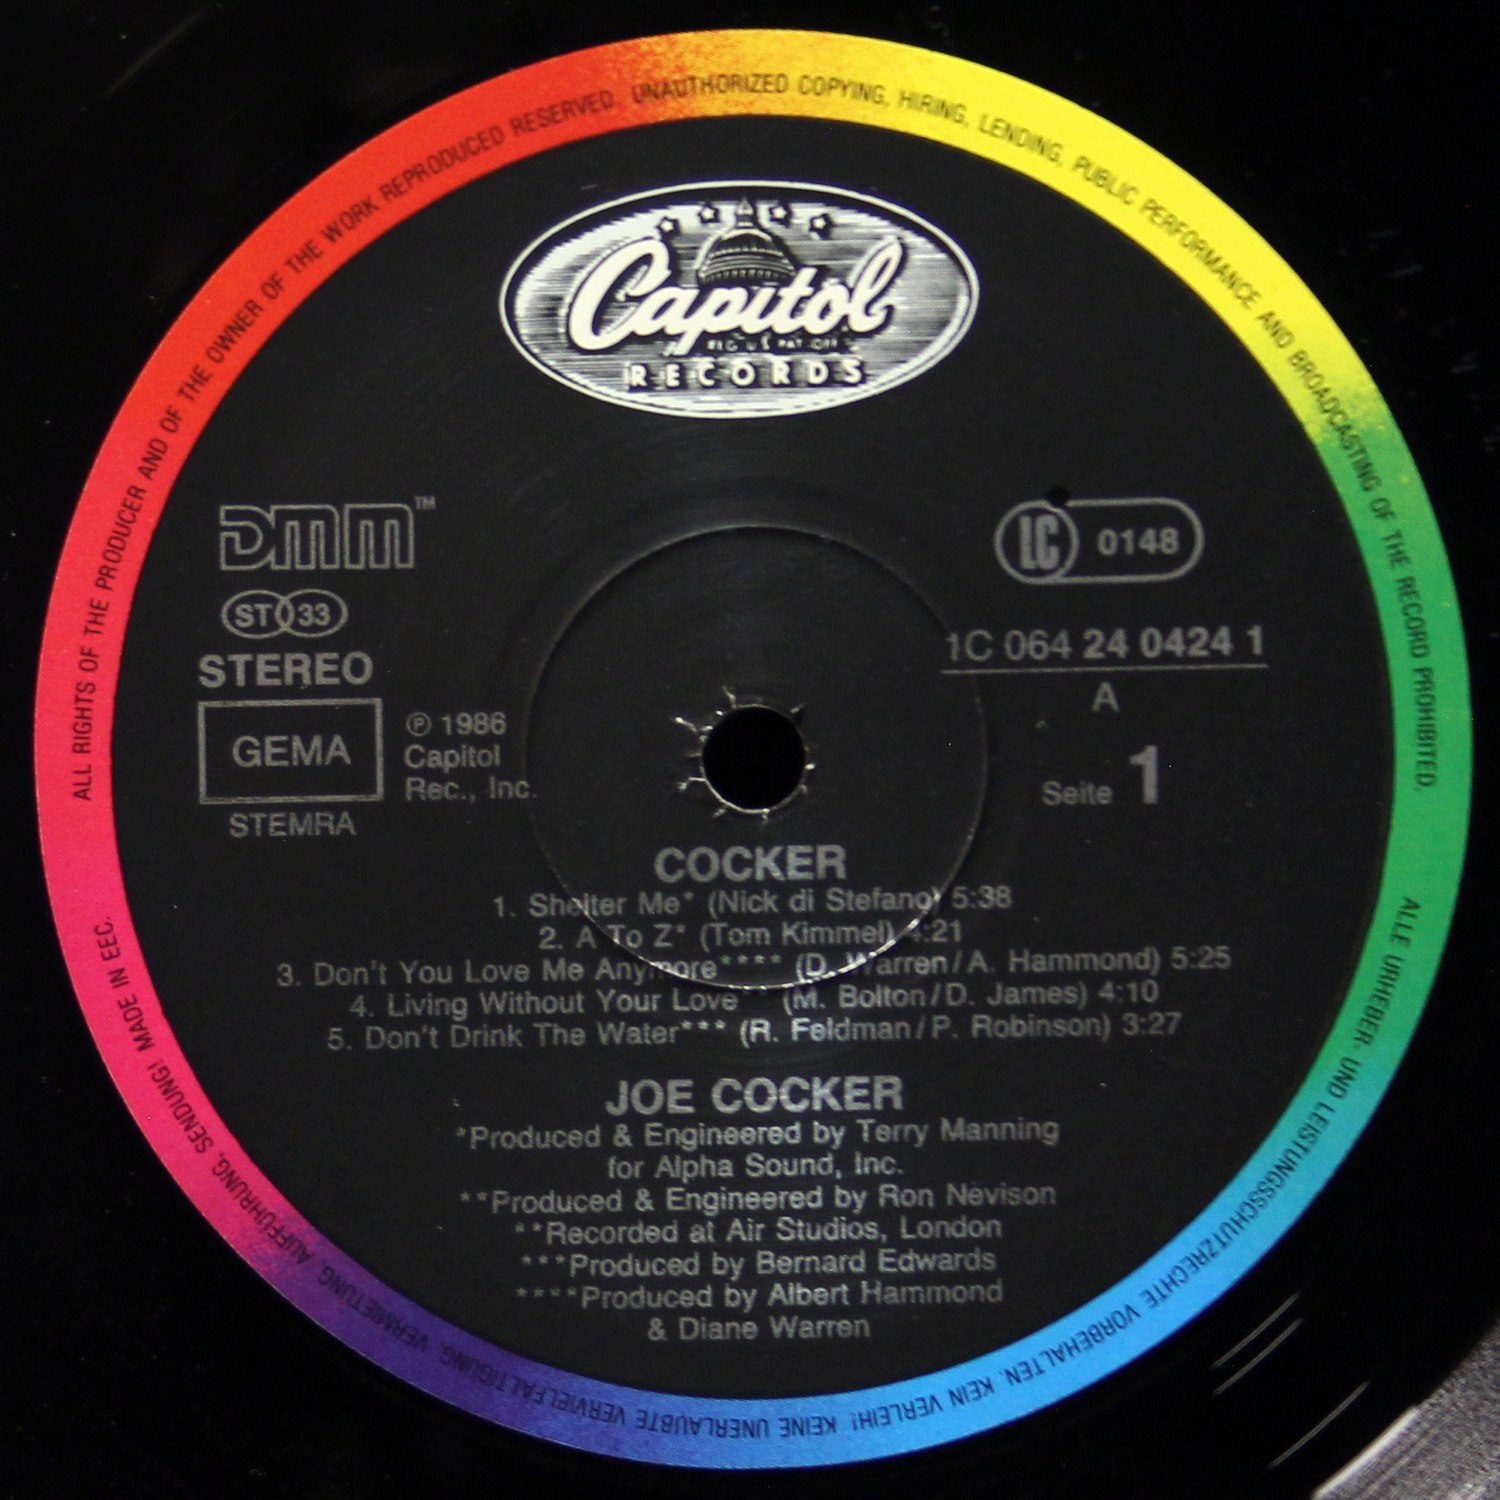 ALL RIGHTS OF THE PRODUCER AND OF THE OWNER OF THE WORK REPRODUCED RESERVED. UNAUTHORIZED COPYING, HIRING, LENDING, PUBLIC PERFORMANCE AND BROADCASTING OF THE RECORD PROHIBITED.
Capitol
REG. U.S. PAT. OFF.
RECORDS
DMM™
LC 0148
ST 33
STEREO
1C 064 24 0424 1
A
GEMA
STEMRA
℗ 1986
Capitol
Rec., Inc.
Seite 1
COCKER
1. Shelter Me* (Nick di Stefano) 5:38
2. A To Z* (Tom Kimmel) 4:21
3. Don't You Love Me Anymore**** (D. Warren/A. Hammond) 5:25
4. Living Without Your Love** (M. Bolton/D. James) 4:10
5. Don't Drink The Water*** (R. Feldman/P. Robinson) 3:27
JOE COCKER
*Produced & Engineered by Terry Manning
for Alpha Sound, Inc.
**Produced & Engineered by Ron Nevison
**Recorded at Air Studios, London
***Produced by Bernard Edwards
****Produced by Albert Hammond
& Diane Warren
ALLE URHEBER- UND LEISTUNGSSCHUTZRECHTE VORBEHALTEN. KEIN VERLEIH! KEINE UNERLAUBTE VERVIELFÄLTIGUNG, VERMIETUNG, AUFFÜHRUNG, SENDUNG! MADE IN EEC.